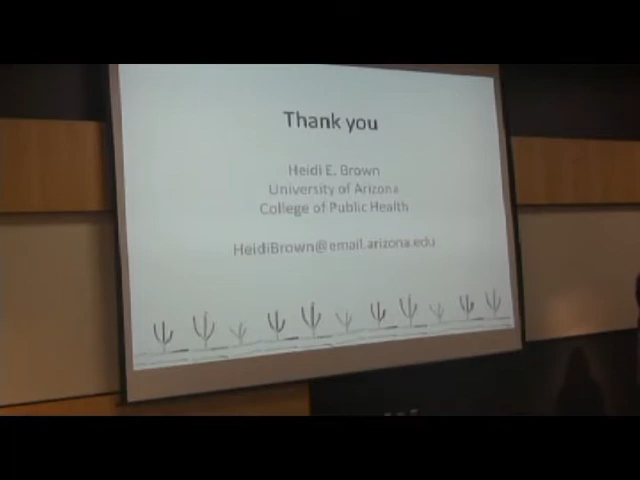 Thank you
Heidi E. Brown
University of Arizona
College of Public Health
HeidiBrown@email.arizona.edu